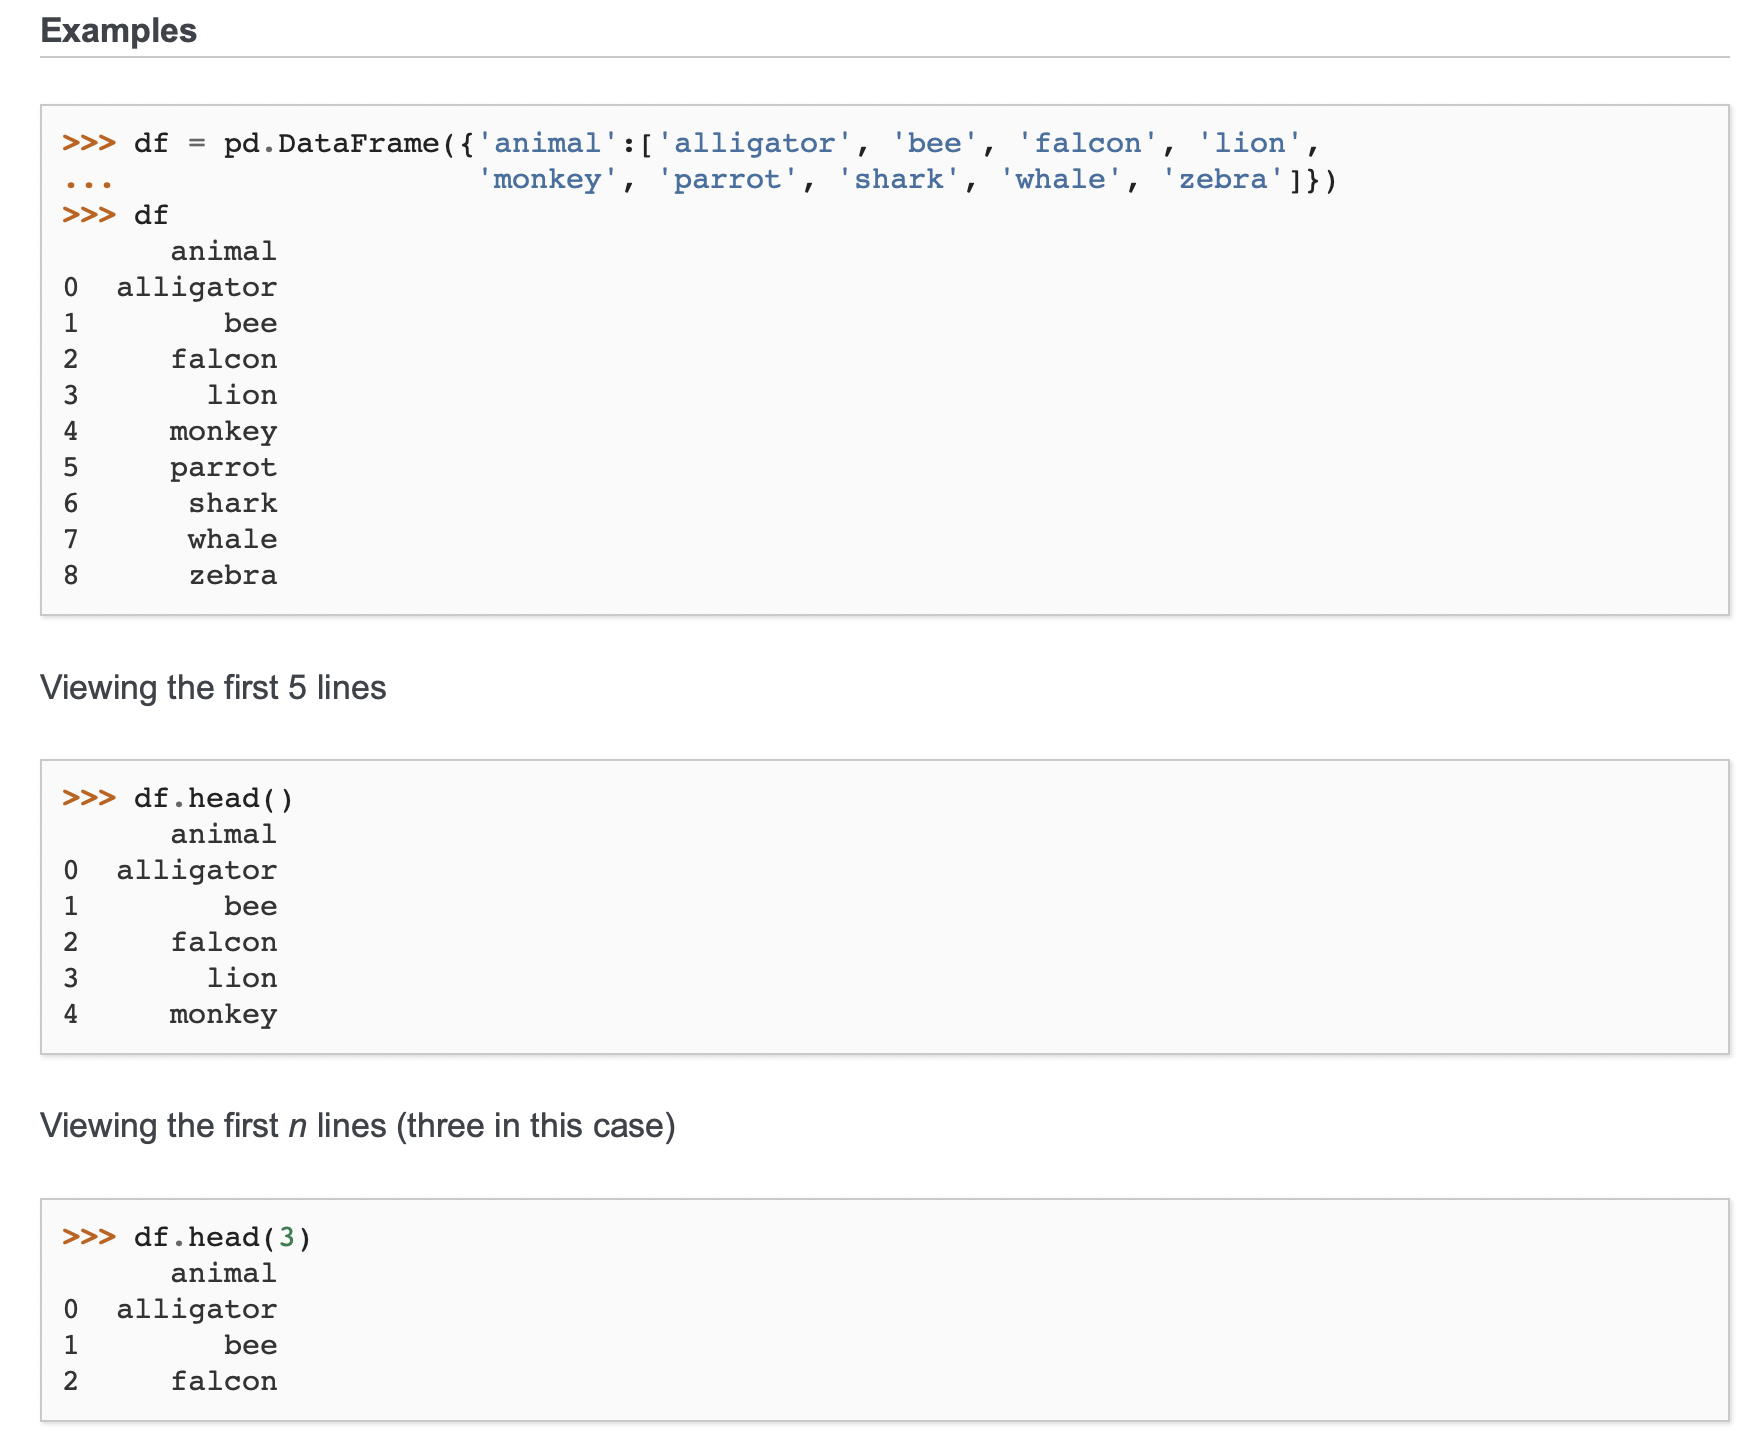 Examples
>>> df = pd.DataFrame({'animal':['alligator', 'bee', 'falcon', 'lion',
...                    'monkey', 'parrot', 'shark', 'whale', 'zebra']})
>>> df
      animal
0  alligator
1        bee
2     falcon
3       lion
4     monkey
5     parrot
6      shark
7      whale
8      zebra
Viewing the first 5 lines
>>> df.head()
      animal
0  alligator
1        bee
2     falcon
3       lion
4     monkey
Viewing the first n lines (three in this case)
>>> df.head(3)
      animal
0  alligator
1        bee
2     falcon